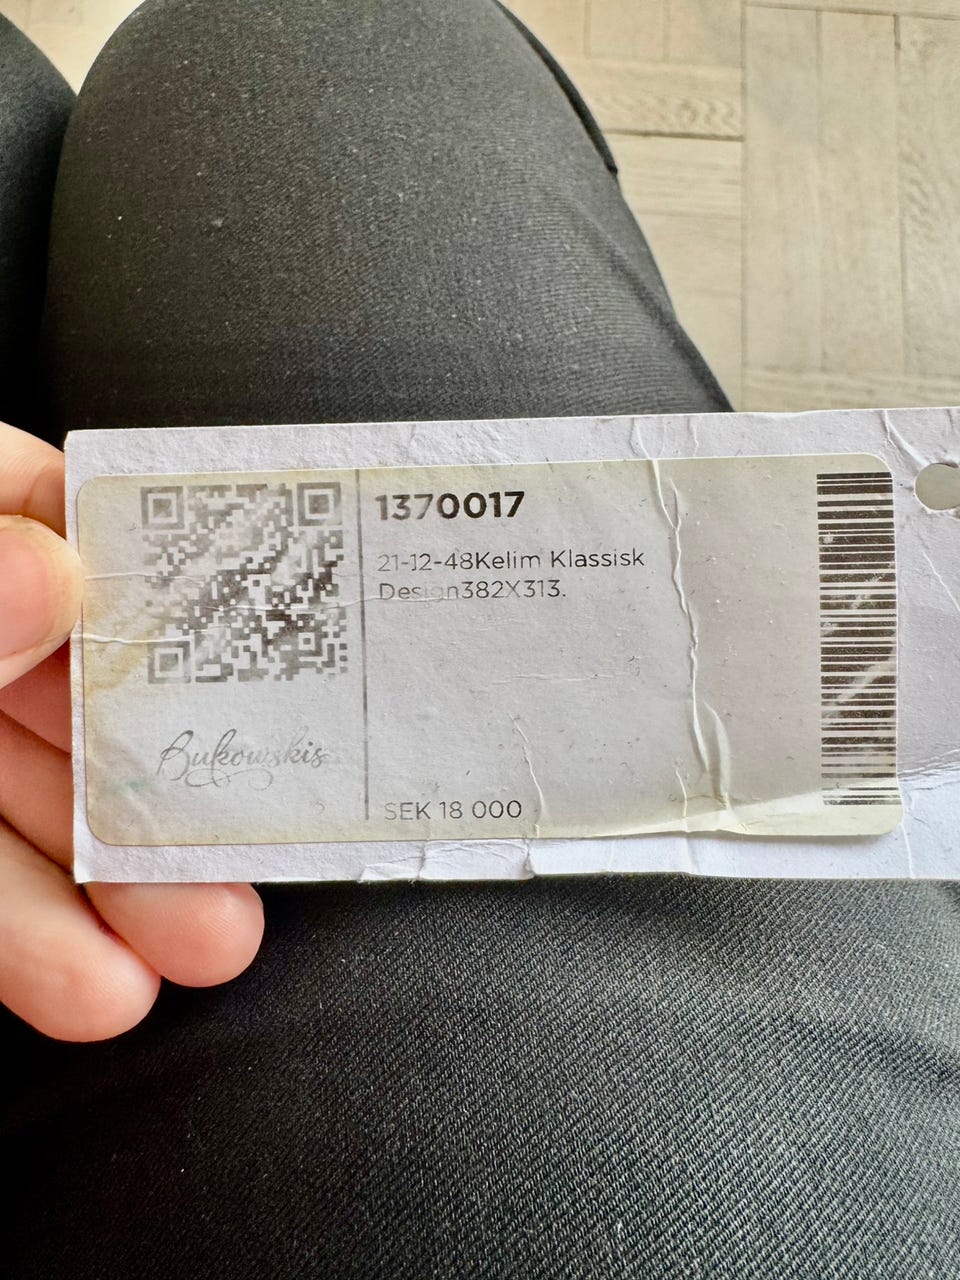 1370017
21-12-48Kelim Klassisk
Design382X313.
Bukowskis
SEK 18 000